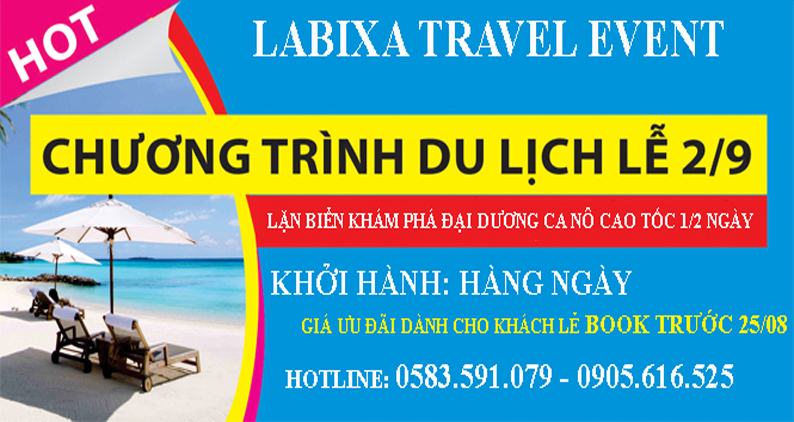 HOT
LABIXA TRAVEL EVENT
CHƯƠNG TRÌNH DU LỊCH LỄ 2/9
LẶN BIỂN KHÁM PHÁ ĐẠI DƯƠNG CA NÔ CAO TỐC 1/2 NGÀY
KHỞI HÀNH: HÀNG NGÀY
GIÁ ƯU ĐÃI DÀNH CHO KHÁCH LẺ BOOK TRƯỚC 25/08
HOTLINE: 0583.591.079 - 0905.616.525